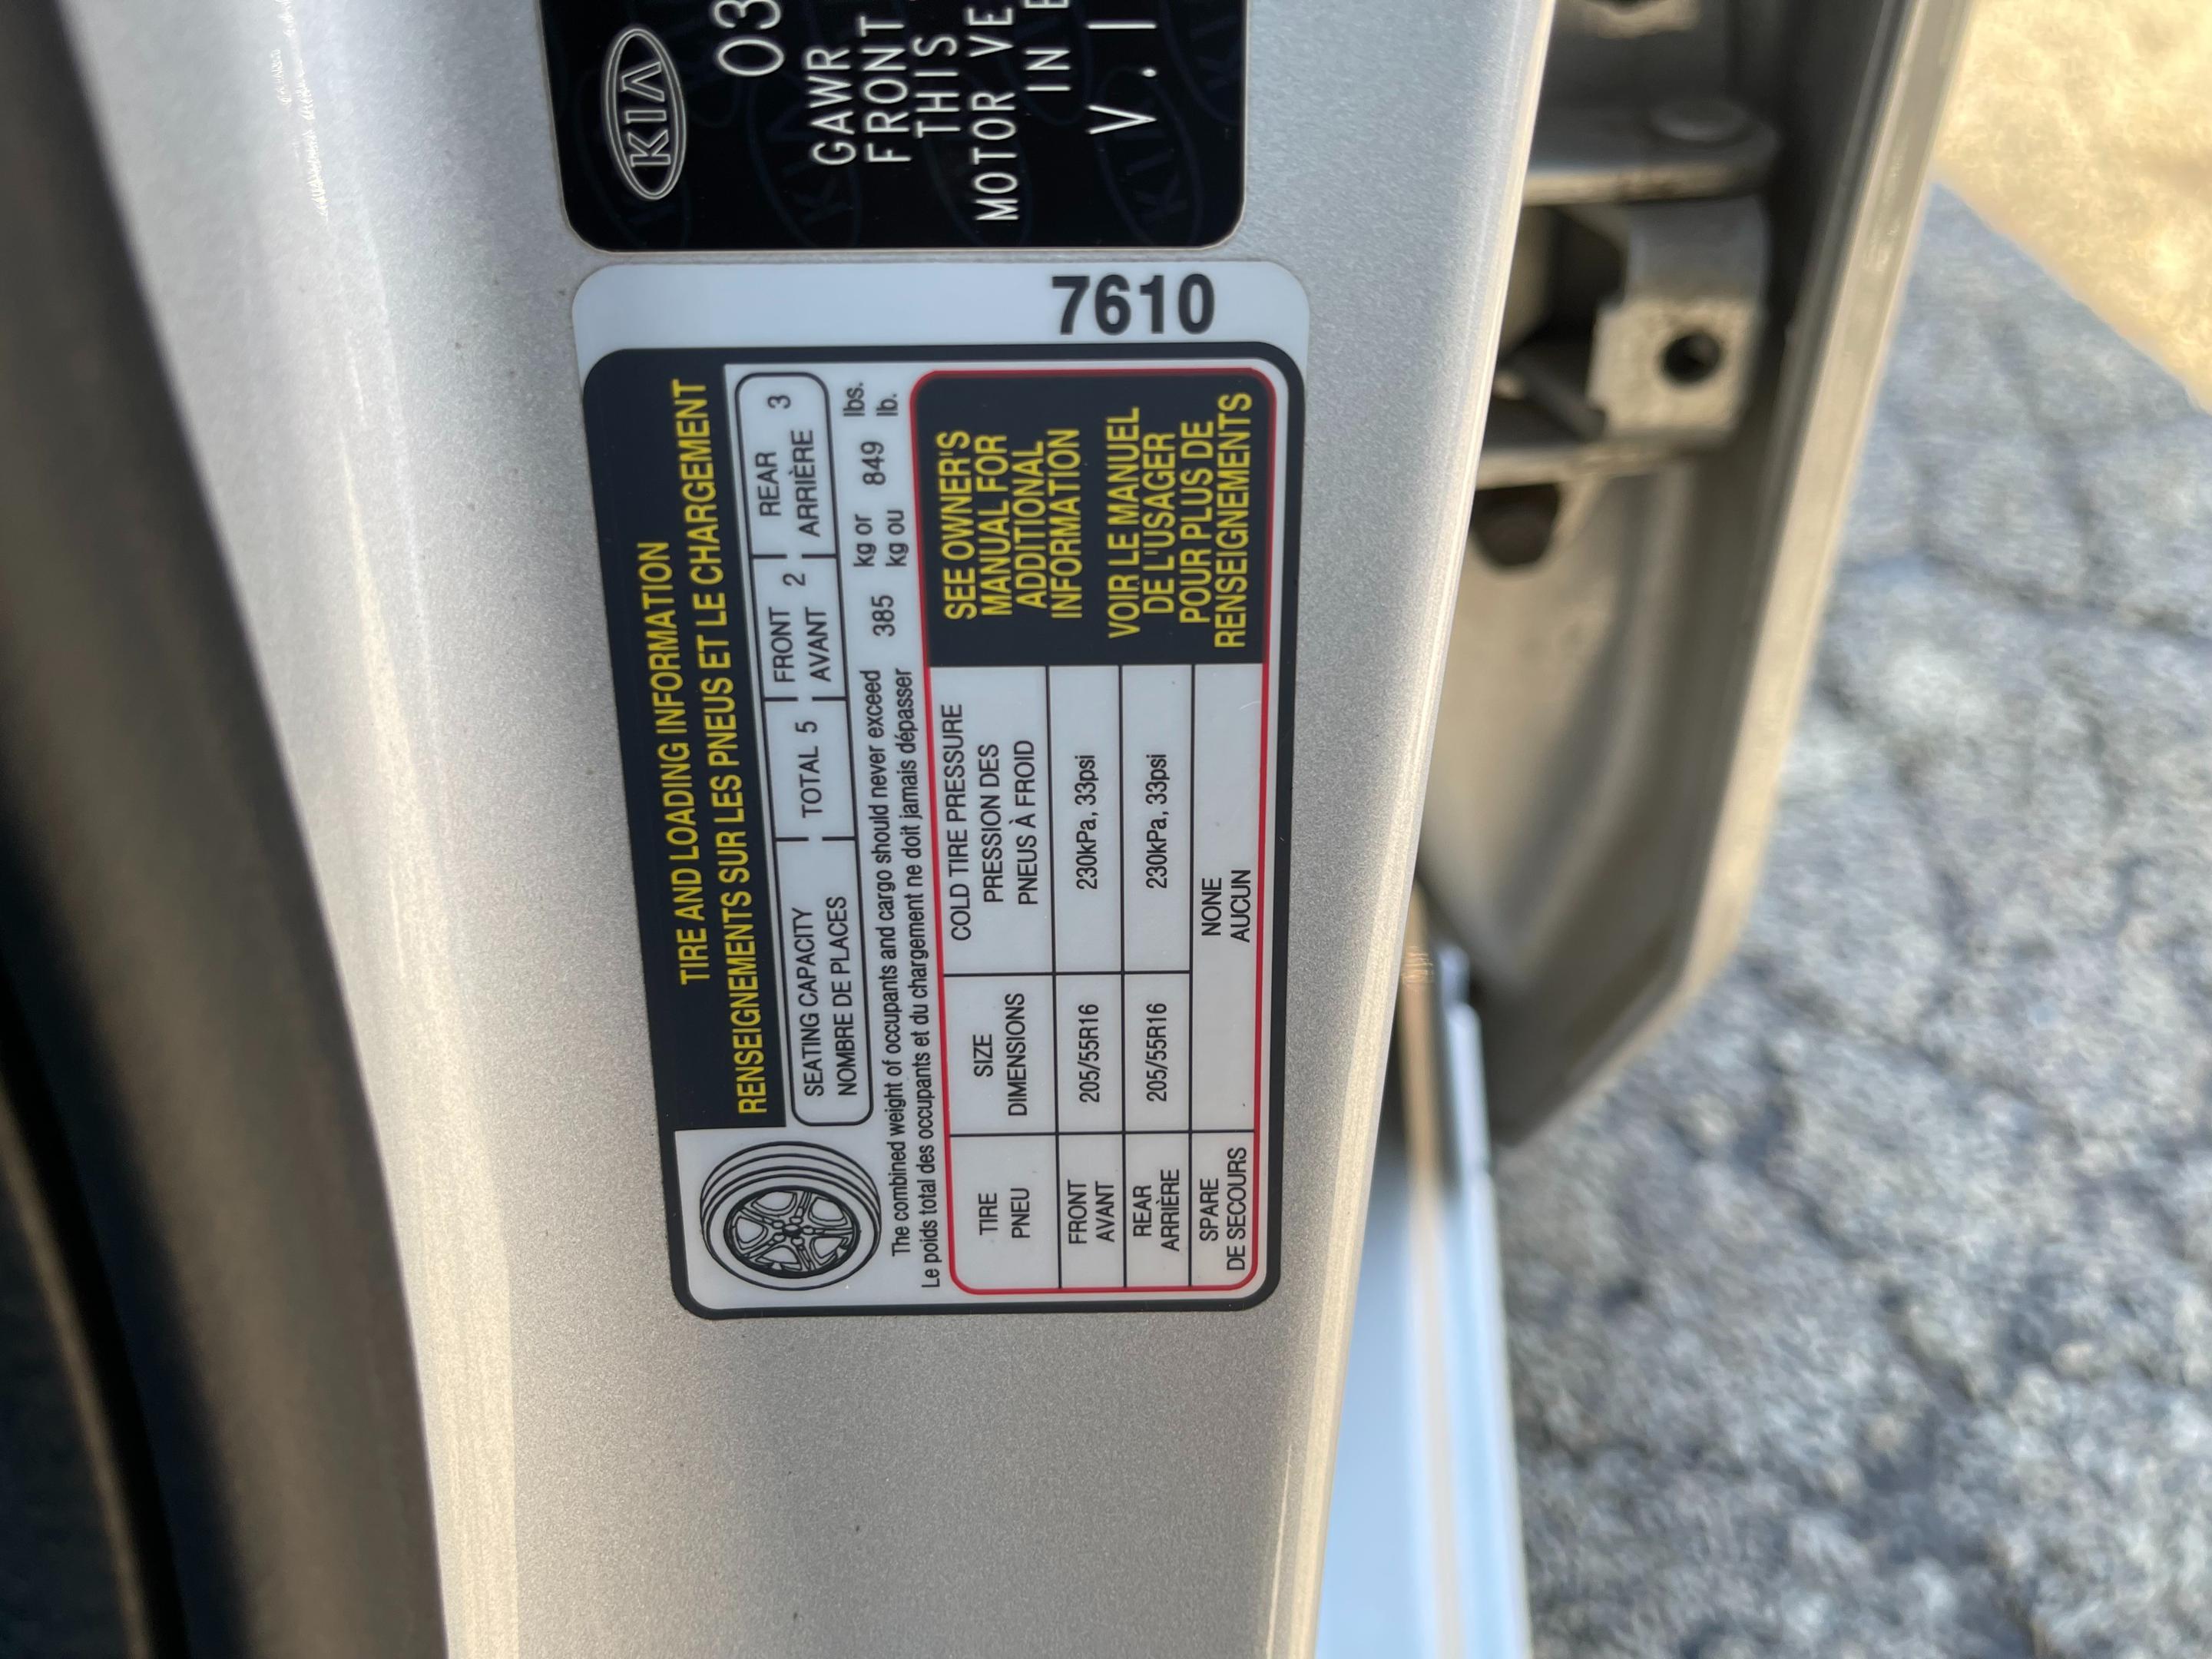 KIA
03
GAWR
FRONT
THIS
MOTOR VE
IN
V. I
7610
TIRE AND LOADING INFORMATION
RENSEIGNEMENTS SUR LES PNEUS ET LE CHARGEMENT
SEATING CAPACITY
NOMBRE DE PLACES
TOTAL 5
FRONT
AVANT 2
REAR
ARRIÈRE 3
The combined weight of occupants and cargo should never exceed 385 kg or 849 lbs.
Le poids total des occupants et du chargement ne doit jamais dépasser kg ou lb.
TIRE
PNEU
SIZE
DIMENSIONS
COLD TIRE PRESSURE
PRESSION DES
PNEUS À FROID
FRONT
AVANT
205/55R16
230kPa, 33psi
REAR
ARRIÈRE
205/55R16
230kPa, 33psi
SPARE
DE SECOURS
NONE
AUCUN
SEE OWNER'S
MANUAL FOR
ADDITIONAL
INFORMATION
VOIR LE MANUEL
DE L'USAGER
POUR PLUS DE
RENSEIGNEMENTS